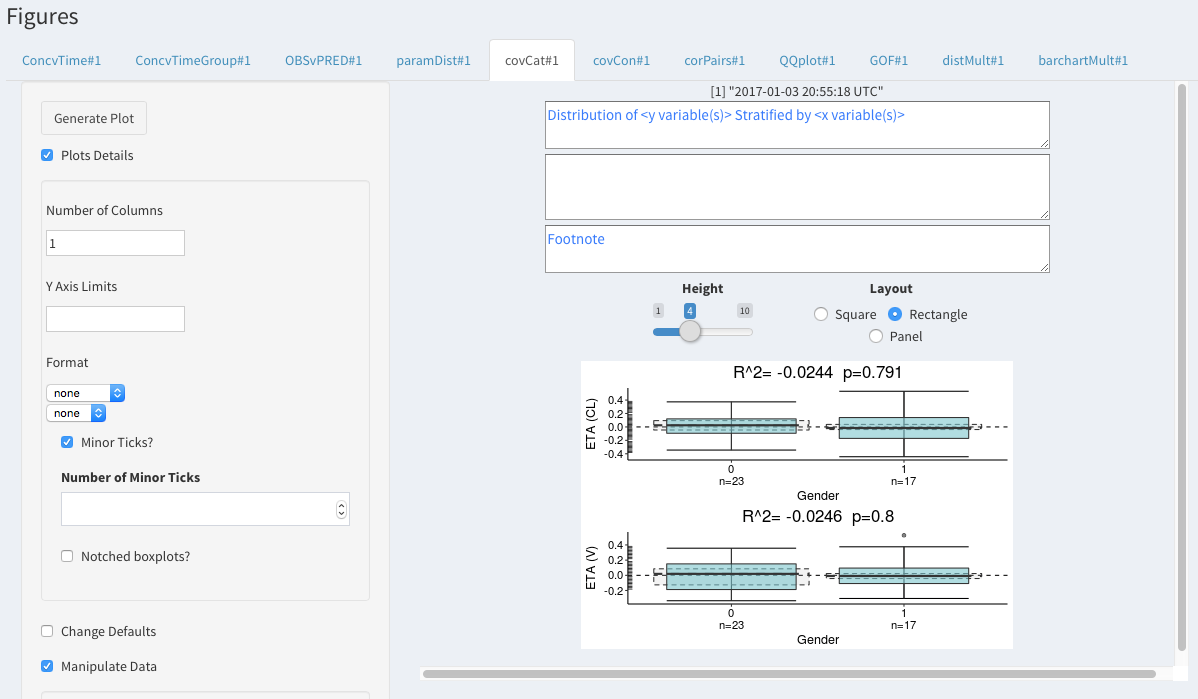 Figures
ConcvTime#1 ConcvTimeGroup#1 OBSvPRED#1 paramDist#1 covCat#1 covCon#1 corPairs#1 QQplot#1 GOF#1 distMult#1 barchartMult#1
Generate Plot
Plots Details
Number of Columns
1
Y Axis Limits
Format
none
none
Minor Ticks?
Number of Minor Ticks
Notched boxplots?
Change Defaults
Manipulate Data
[1] "2017-01-03 20:55:18 UTC"
Distribution of <y variable(s)> Stratified by <x variable(s)>
Footnote
Height
1 4 10
Layout
Square Rectangle
Panel
R^2= -0.0244 p=0.791
ETA (CL)
0.4
0.2
0.0
-0.2
-0.4
0 1
n=23 n=17
Gender
R^2= -0.0246 p=0.8
ETA (V)
0.4
0.2
0.0
-0.2
0 1
n=23 n=17
Gender